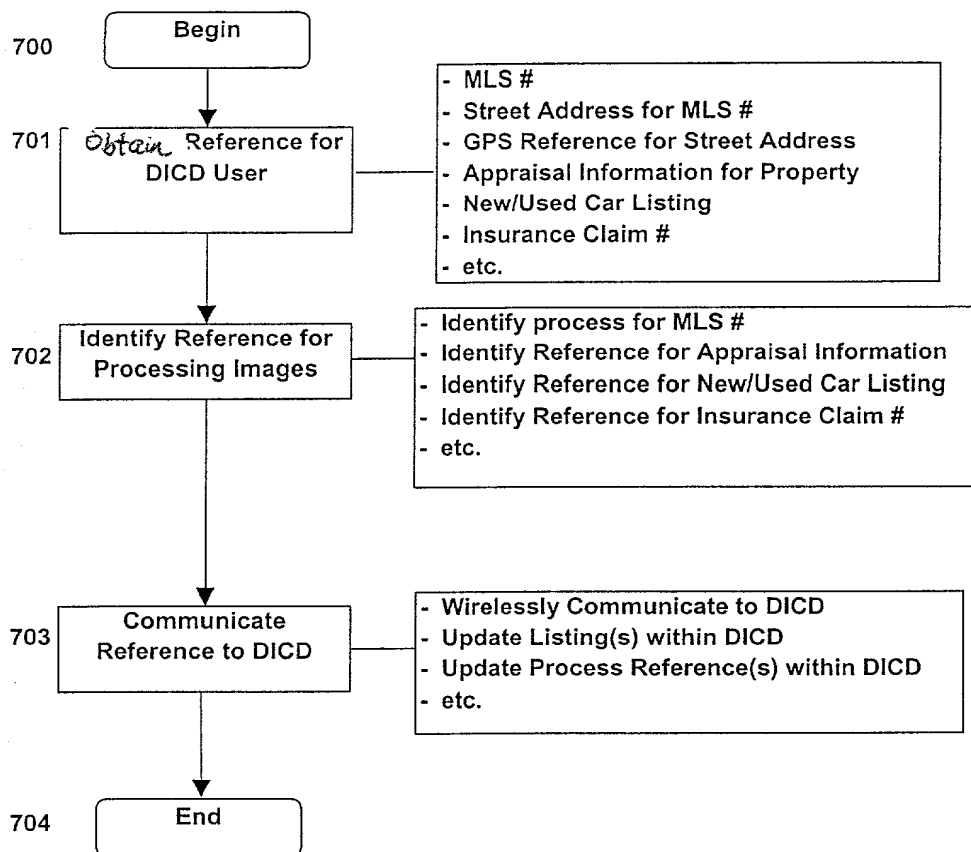 700
Begin
- MLS #
- Street Address for MLS #
- GPS Reference for Street Address
- Appraisal Information for Property
- New/Used Car Listing
- Insurance Claim #
- etc.
701
Obtain Reference for
DICD User
702
Identify Reference for
Processing Images
- Identify process for MLS #
- Identify Reference for Appraisal Information
- Identify Reference for New/Used Car Listing
- Identify Reference for Insurance Claim #
- etc.
703
Communicate
Reference to DICD
- Wirelessly Communicate to DICD
- Update Listing(s) within DICD
- Update Process Reference(s) within DICD
- etc.
704
End